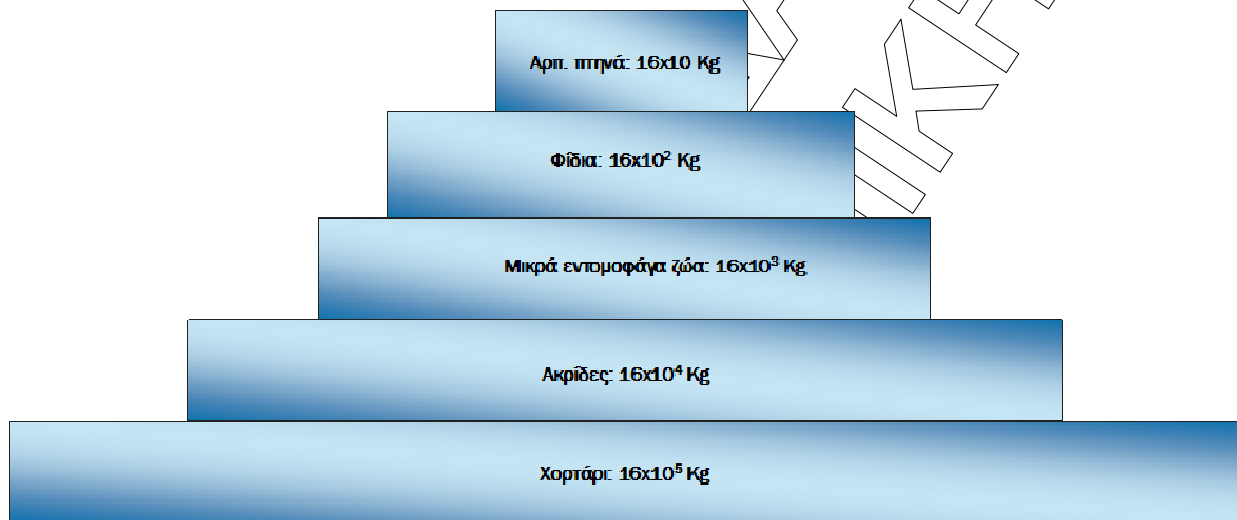 Αρπ. πτηνά: 16x10 Kg
Φίδια: 16x10² Kg
Μικρά εντομοφάγα ζώα: 16x10³ Kg
Ακρίδες: 16x10⁴ Kg
Χορτάρι: 16x10⁵ Kg